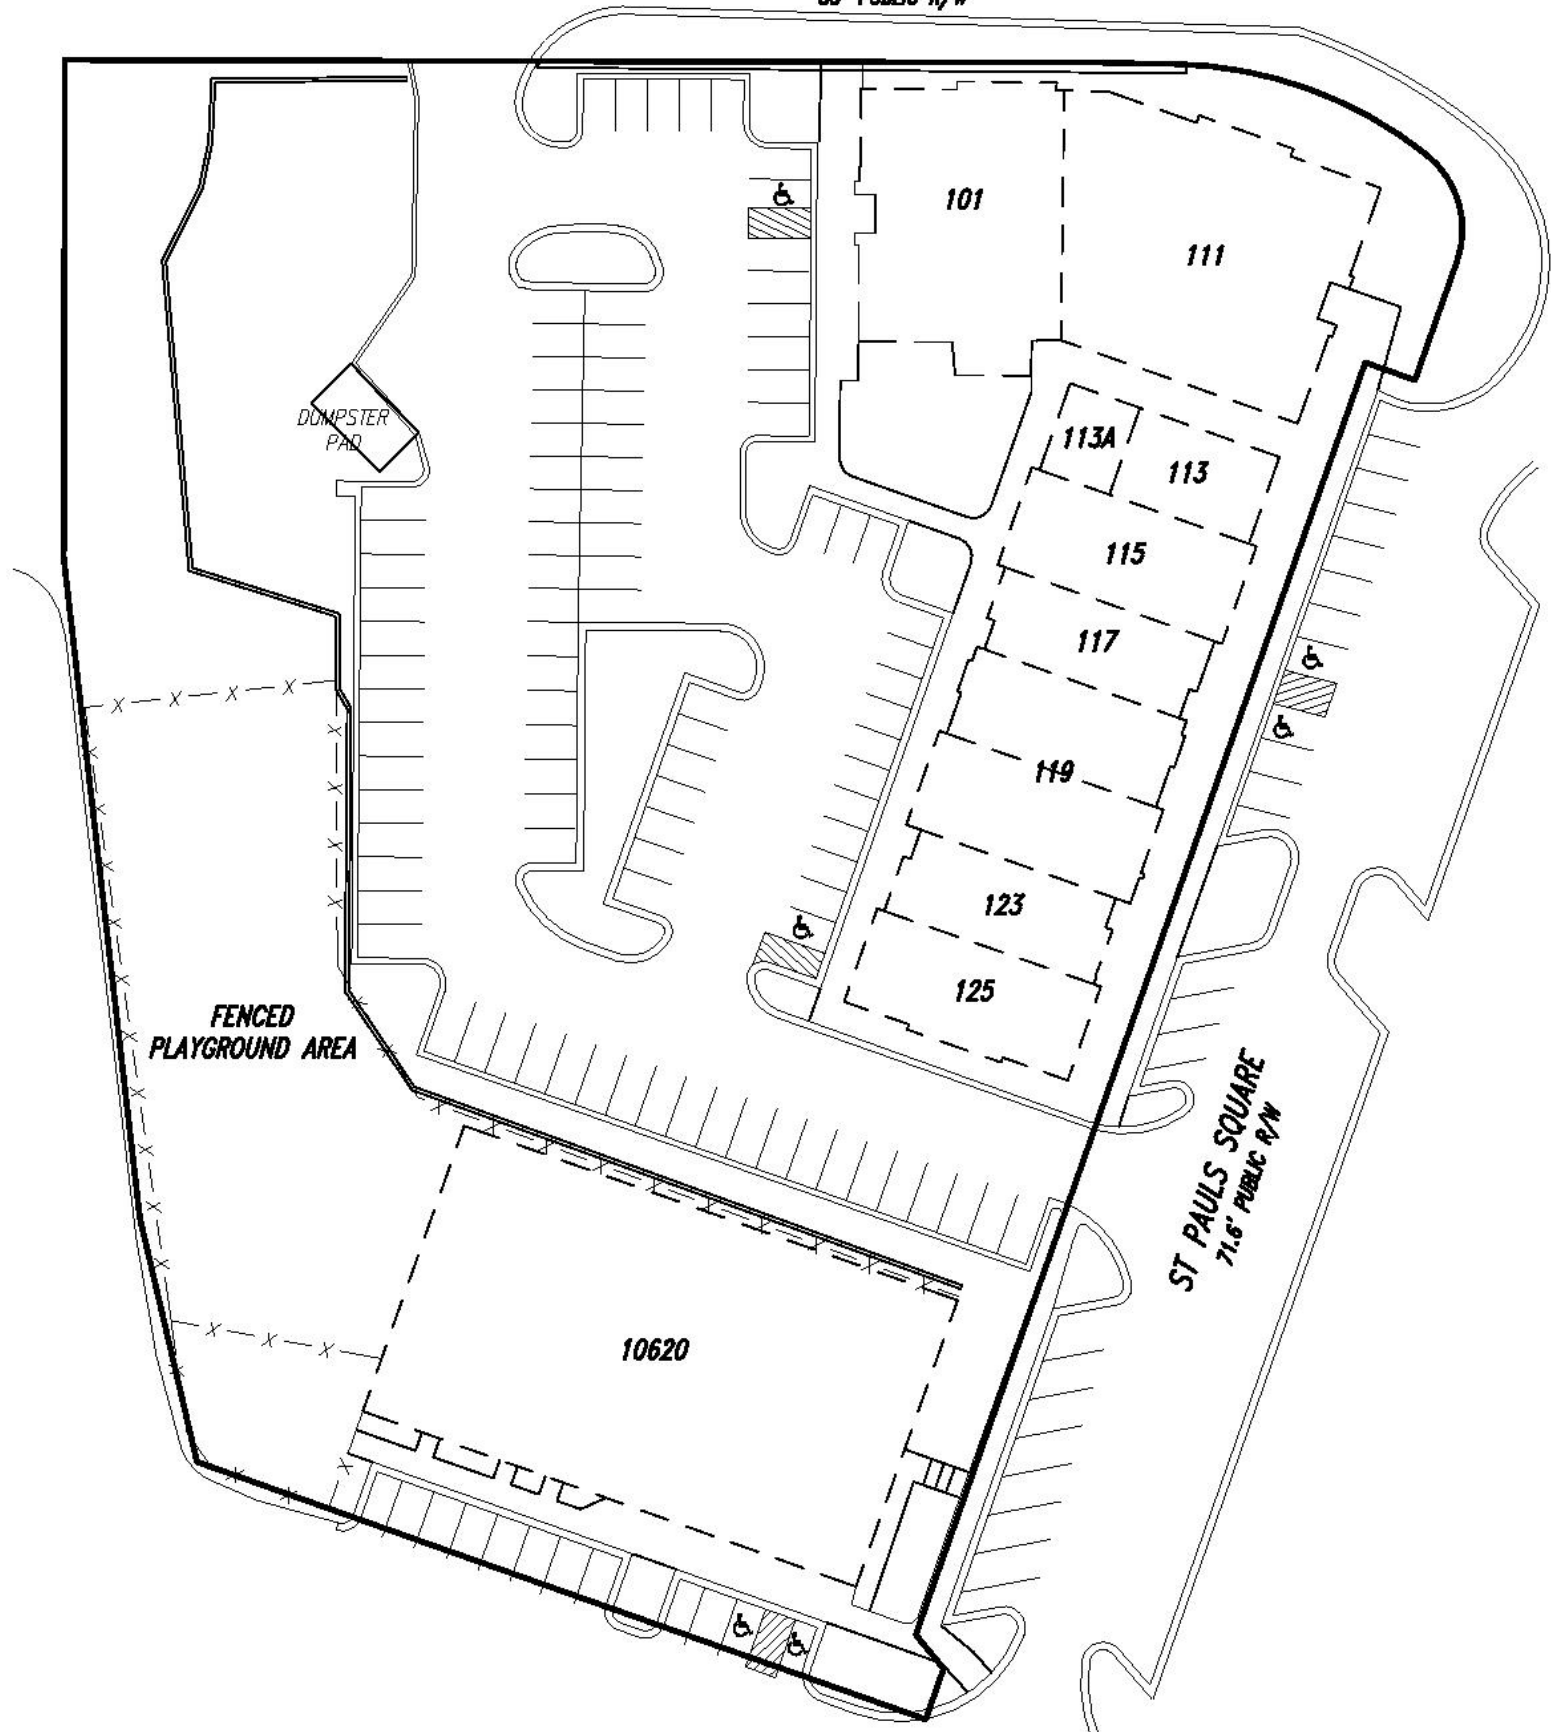 PUBLIC R/W
101
111
DUMPSTER
PAD
113A
113
115
117
119
123
125
FENCED
PLAYGROUND AREA
ST PAULS SQUARE
71.6' PUBLIC R/W
10620